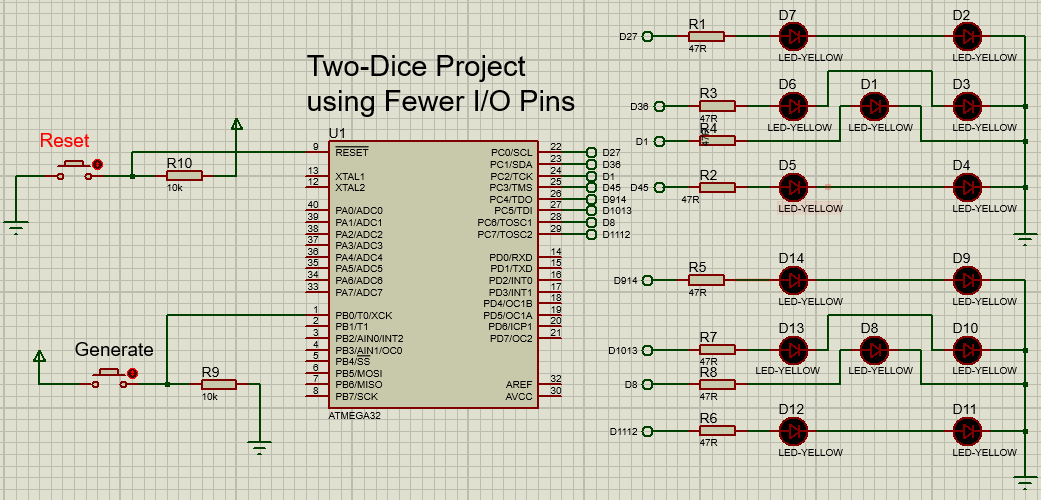 Two-Dice Project
using Fewer I/O Pins
Reset
R10
10k
Generate
R9
10k
U1
9 RESET
13 XTAL1
12 XTAL2
40 PA0/ADC0
39 PA1/ADC1
38 PA2/ADC2
37 PA3/ADC3
36 PA4/ADC4
35 PA5/ADC5
34 PA6/ADC6
33 PA7/ADC7
1 PB0/T0/XCK
2 PB1/T1
3 PB2/AIN0/INT2
4 PB3/AIN1/OC0
5 PB4/SS
6 PB5/MOSI
7 PB6/MISO
8 PB7/SCK
PC0/SCL 22 D27
PC1/SDA 23 D36
PC2/TCK 24 D1
PC3/TMS 25 D45
PC4/TDO 26 D914
PC5/TDI 27 D1013
PC6/TOSC1 28 D8
PC7/TOSC2 29 D1112
PD0/RXD 14
PD1/TXD 15
PD2/INT0 16
PD3/INT1 17
PD4/OC1B 18
PD5/OC1A 19
PD6/ICP1 20
PD7/OC2 21
AREF 32
AVCC 30
ATMEGA32
R1 D7 D2
D27
47R LED-YELLOW LED-YELLOW
R3 D6 D1 D3
D36
47R LED-YELLOW LED-YELLOW LED-YELLOW
R4
D1
47R
R2 D5 D4
D45
47R LED-YELLOW LED-YELLOW
R5 D14 D9
D914
47R LED-YELLOW LED-YELLOW
R7 D13 D8 D10
D1013
47R LED-YELLOW LED-YELLOW LED-YELLOW
R8
D8
47R
R6 D12 D11
D1112
47R LED-YELLOW LED-YELLOW